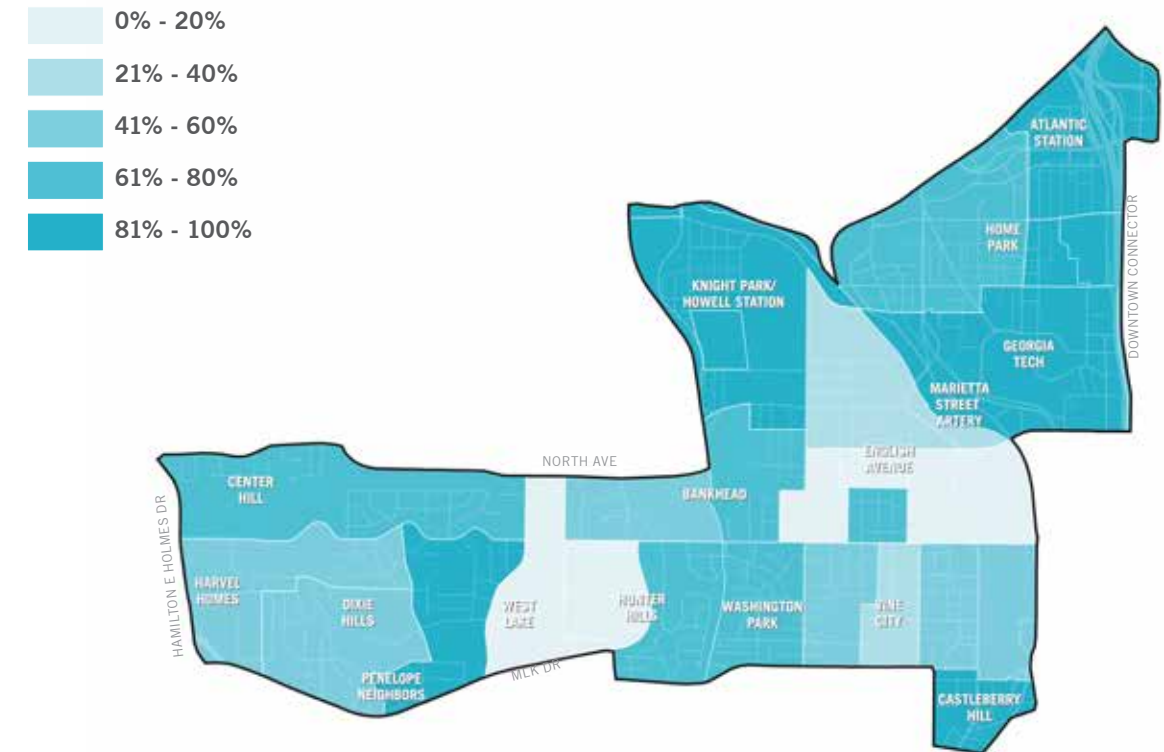 0% - 20%
21% - 40%
41% - 60%
61% - 80%
81% - 100%
ATLANTIC
STATION
HOME
PARK
DOWNTOWN CONNECTOR
KNIGHT PARK/
HOWELL STATION
GEORGIA
TECH
MARIETTA
STREET
ARTERY
ENGLISH
AVENUE
NORTH AVE
CENTER
HILL
BANKHEAD
HAMILTON E HOLMES DR
HARVEL
HOMES
DIXIE
HILLS
WEST
LAKE
HUNTER
HILLS
WASHINGTON
PARK
VINE
CITY
MLK DR
PENELOPE
NEIGHBORS
CASTLEBERRY
HILL